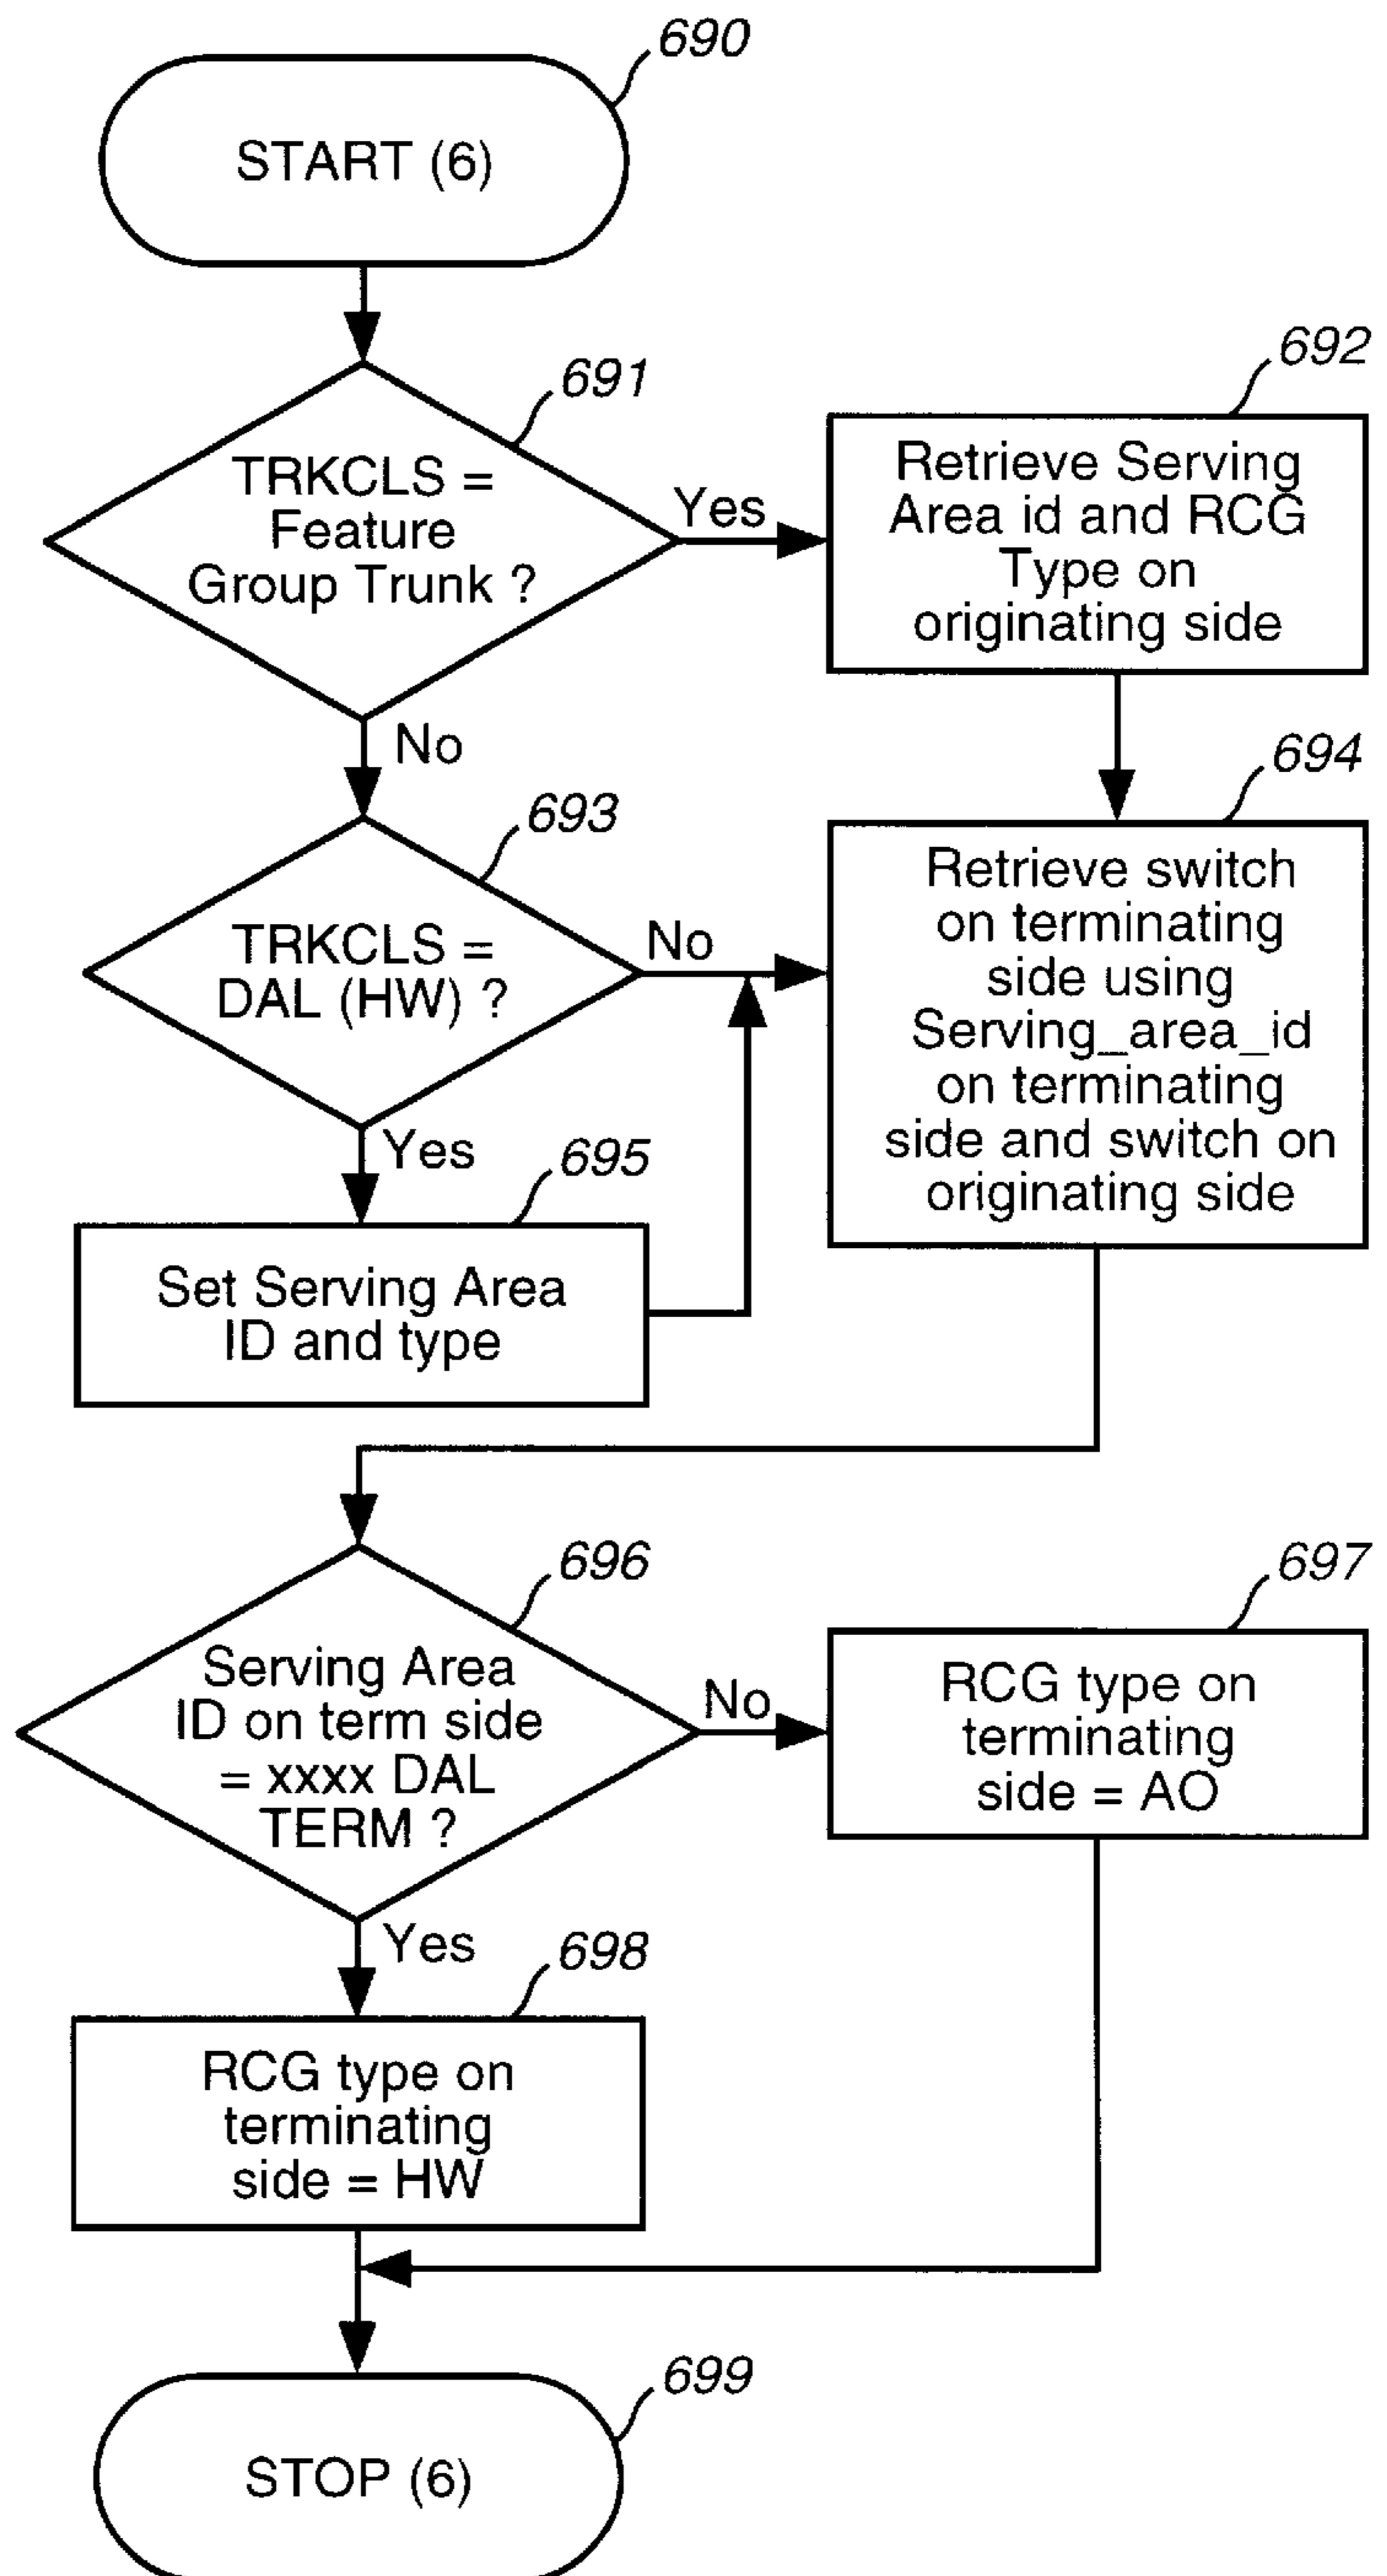 690
START (6)
691
TRKCLS =
Feature
Group Trunk ?
Yes
692
Retrieve Serving
Area id and RCG
Type on
originating side
No
693
TRKCLS =
DAL (HW) ?
No
694
Retrieve switch
on terminating
side using
Serving_area_id
on terminating
side and switch on
originating side
Yes
695
Set Serving Area
ID and type
696
Serving Area
ID on term side
= xxxx DAL
TERM ?
No
697
RCG type on
terminating
side = AO
Yes
698
RCG type on
terminating
side = HW
699
STOP (6)